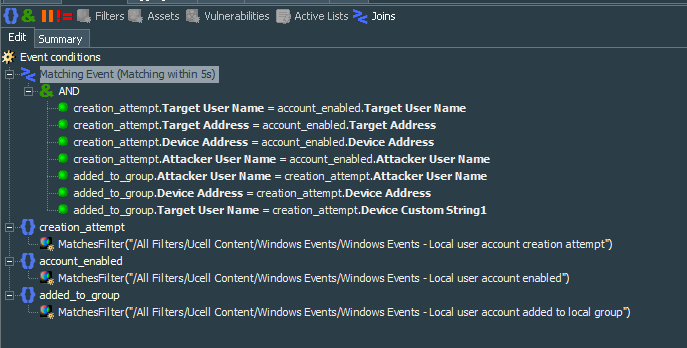 {} & !!!= Filters Assets Vulnerabilities Active Lists Joins
Edit Summary
Event conditions
Matching Event (Matching within 5s)
& AND
creation_attempt.Target User Name = account_enabled.Target User Name
creation_attempt.Target Address = account_enabled.Target Address
creation_attempt.Device Address = account_enabled.Device Address
creation_attempt.Attacker User Name = account_enabled.Attacker User Name
added_to_group.Attacker User Name = creation_attempt.Attacker User Name
added_to_group.Device Address = creation_attempt.Device Address
added_to_group.Target User Name = creation_attempt.Device Custom String1
{} creation_attempt
MatchesFilter("/All Filters/Ucell Content/Windows Events/Windows Events - Local user account creation attempt")
{} account_enabled
MatchesFilter("/All Filters/Ucell Content/Windows Events/Windows Events - Local user account enabled")
{} added_to_group
MatchesFilter("/All Filters/Ucell Content/Windows Events/Windows Events - Local user account added to local group")